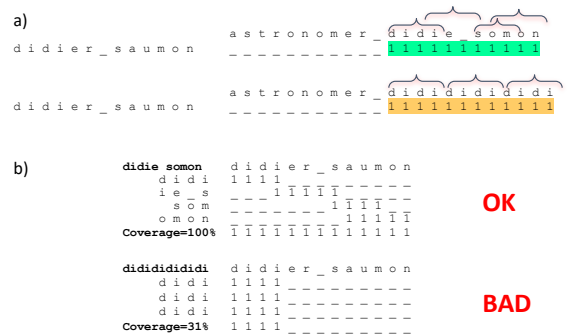 a)
a s t r o n o m e r _ d i d i e _ s o m o n
d i d i e r _ s a u m o n _ _ _ _ _ _ _ _ _ _ _ 1 1 1 1 1 1 1 1 1 1 1
a s t r o n o m e r _ d i d i d i d i d i d i
d i d i e r _ s a u m o n _ _ _ _ _ _ _ _ _ _ _ 1 1 1 1 1 1 1 1 1 1 1 1
b)
didie somon d i d i e r _ s a u m o n
d i d i 1 1 1 1 _ _ _ _ _ _ _ _ _
i e _ s _ _ _ 1 1 1 1 1 _ _ _ _ _
s o m _ _ _ _ _ _ _ 1 1 1 1 _ _
o m o n _ _ _ _ _ _ _ _ 1 1 1 1 1
Coverage=100% 1 1 1 1 1 1 1 1 1 1 1 1 1
OK
didididididi d i d i e r _ s a u m o n
d i d i 1 1 1 1 _ _ _ _ _ _ _ _ _
d i d i 1 1 1 1 _ _ _ _ _ _ _ _ _
d i d i 1 1 1 1 _ _ _ _ _ _ _ _ _
Coverage=31% 1 1 1 1 _ _ _ _ _ _ _ _ _
BAD